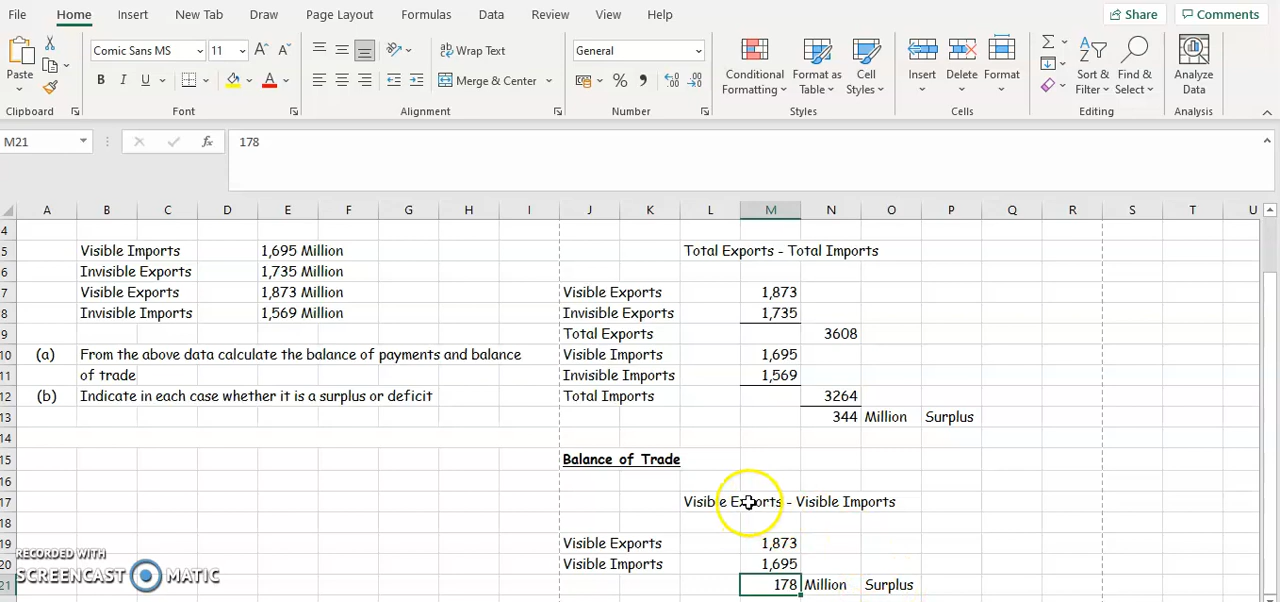 File Home Insert New Tab Draw Page Layout Formulas Data Review View Help Share Comments
Comic Sans MS 11 A A Wrap Text General
Paste B I U A Merge & Center % , Conditional Formatting Format as Table Cell Styles Insert Delete Format Sort & Filter Find & Select Analyze Data
Clipboard Font Alignment Number Styles Cells Editing Analysis
M21 fx 178
A B C D E F G H I J K L M N O P Q R S T U
4
5 Visible Imports 1,695 Million Total Exports - Total Imports
6 Invisible Exports 1,735 Million
7 Visible Exports 1,873 Million Visible Exports 1,873
8 Invisible Imports 1,569 Million Invisible Exports 1,735
9 Total Exports 3608
10 (a) From the above data calculate the balance of payments and balance Visible Imports 1,695
11 of trade Invisible Imports 1,569
12 (b) Indicate in each case whether it is a surplus or deficit Total Imports 3264
13 344 Million Surplus
14
15 Balance of Trade
16
17 Visible Exports - Visible Imports
18
19 Visible Exports 1,873
20 Visible Imports 1,695
21 178 Million Surplus
RECORDED WITH
SCREENCAST MATIC